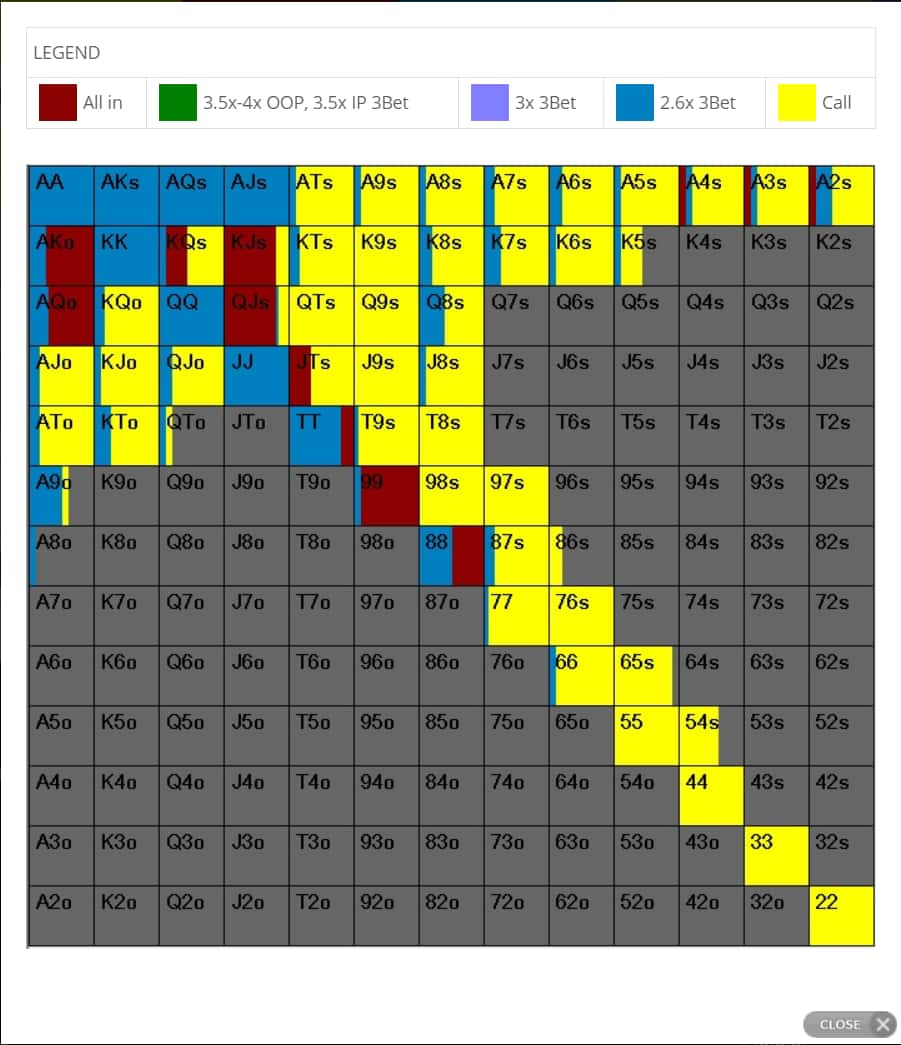 LEGEND
All in 3.5x-4x OOP, 3.5x IP 3Bet 3x 3Bet 2.6x 3Bet Call
AA AKs AQs AJs ATs A9s A8s A7s A6s A5s A4s A3s A2s
AKo KK KQs KJs KTs K9s K8s K7s K6s K5s K4s K3s K2s
AQo KQo QQ QJs QTs Q9s Q8s Q7s Q6s Q5s Q4s Q3s Q2s
AJo KJo QJo JJ JTs J9s J8s J7s J6s J5s J4s J3s J2s
ATo KTo QTo JTo TT T9s T8s T7s T6s T5s T4s T3s T2s
A9o K9o Q9o J9o T9o 99 98s 97s 96s 95s 94s 93s 92s
A8o K8o Q8o J8o T8o 98o 88 87s 86s 85s 84s 83s 82s
A7o K7o Q7o J7o T7o 97o 87o 77 76s 75s 74s 73s 72s
A6o K6o Q6o J6o T6o 96o 86o 76o 66 65s 64s 63s 62s
A5o K5o Q5o J5o T5o 95o 85o 75o 65o 55 54s 53s 52s
A4o K4o Q4o J4o T4o 94o 84o 74o 64o 54o 44 43s 42s
A3o K3o Q3o J3o T3o 93o 83o 73o 63o 53o 43o 33 32s
A2o K2o Q2o J2o T2o 92o 82o 72o 62o 52o 42o 32o 22
CLOSE